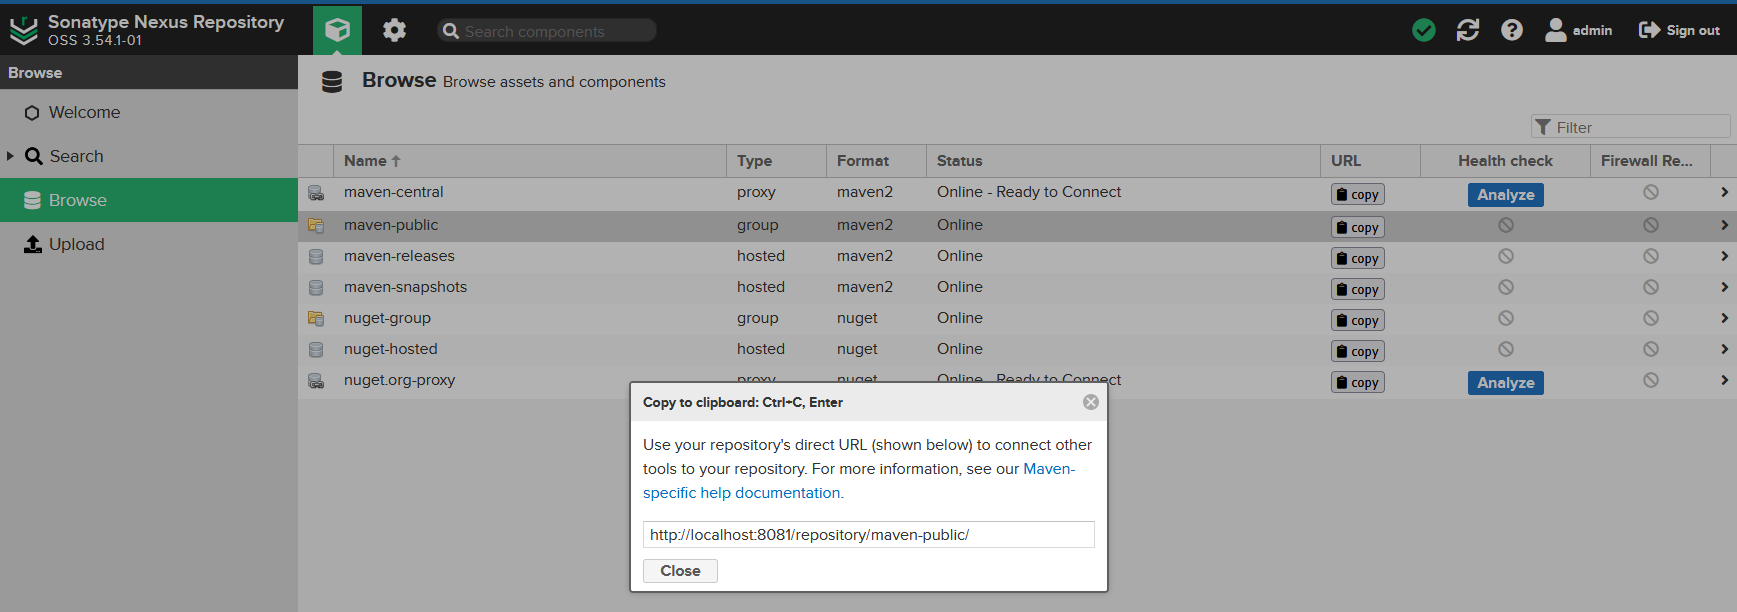 Sonatype Nexus Repository
OSS 3.54.1-01
Search components
admin
Sign out
Browse
Welcome
Search
Browse
Upload
Browse Browse assets and components
Filter
Name Type Format Status URL Health check Firewall Re...
maven-central proxy maven2 Online - Ready to Connect copy Analyze
maven-public group maven2 Online copy
maven-releases hosted maven2 Online copy
maven-snapshots hosted maven2 Online copy
nuget-group group nuget Online copy
nuget-hosted hosted nuget Online copy
nuget.org-proxy proxy nuget Online - Ready to Connect copy Analyze
Copy to clipboard: Ctrl+C, Enter
Use your repository's direct URL (shown below) to connect other
tools to your repository. For more information, see our Maven-
specific help documentation.
http://localhost:8081/repository/maven-public/
Close